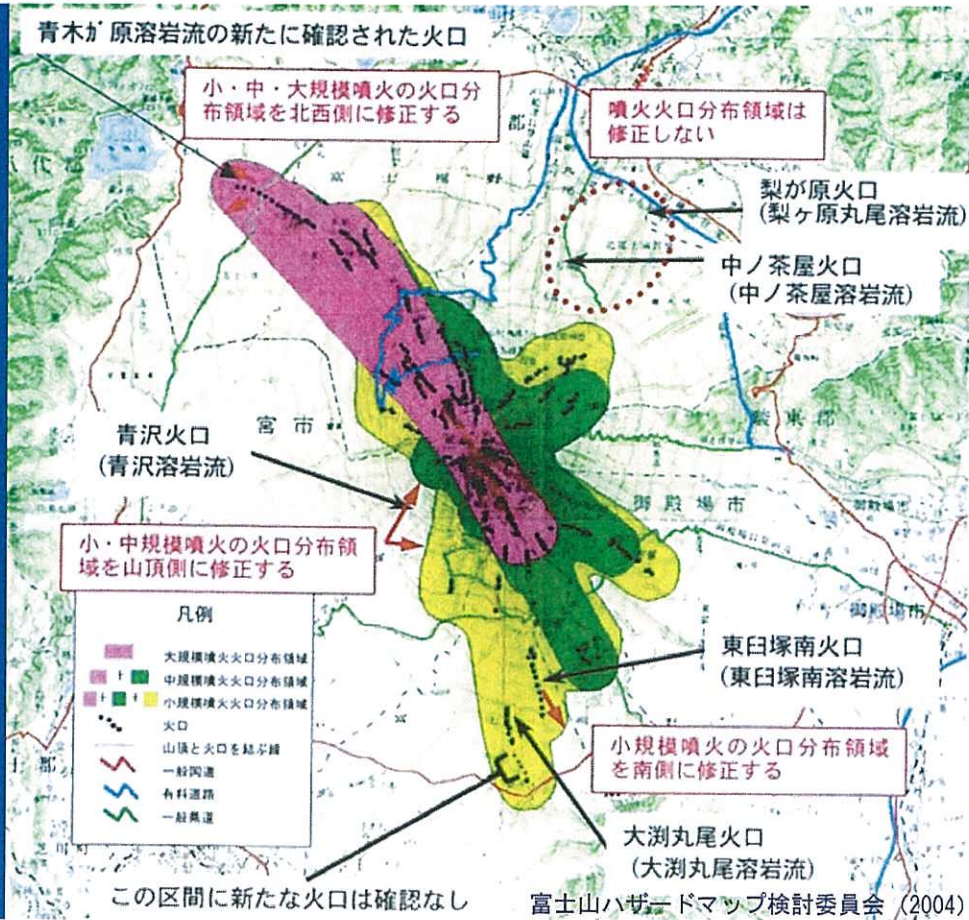 青木が原溶岩流の新たに確認された火口
小・中・大規模噴火の火口分
布領域を北西側に修正する
噴火火口分布領域は
修正しない
梨が原火口
(梨ヶ原丸尾溶岩流)
中ノ茶屋火口
(中ノ茶屋溶岩流)
青沢火口
(青沢溶岩流)
宮市
御殿場市
御殿場市
小・中規模噴火の火口分布領
域を山頂側に修正する
凡例
大規模噴火火口分布領域
中規模噴火火口分布領域
小規模噴火火口分布領域
火口
山頂と火口を結ぶ線
一般国道
有料道路
一般県道
東臼塚南火口
(東臼塚南溶岩流)
小規模噴火の火口分布領域
を南側に修正する
大渕丸尾火口
(大渕丸尾溶岩流)
この区間に新たな火口は確認なし
富士山ハザードマップ検討委員会 (2004)